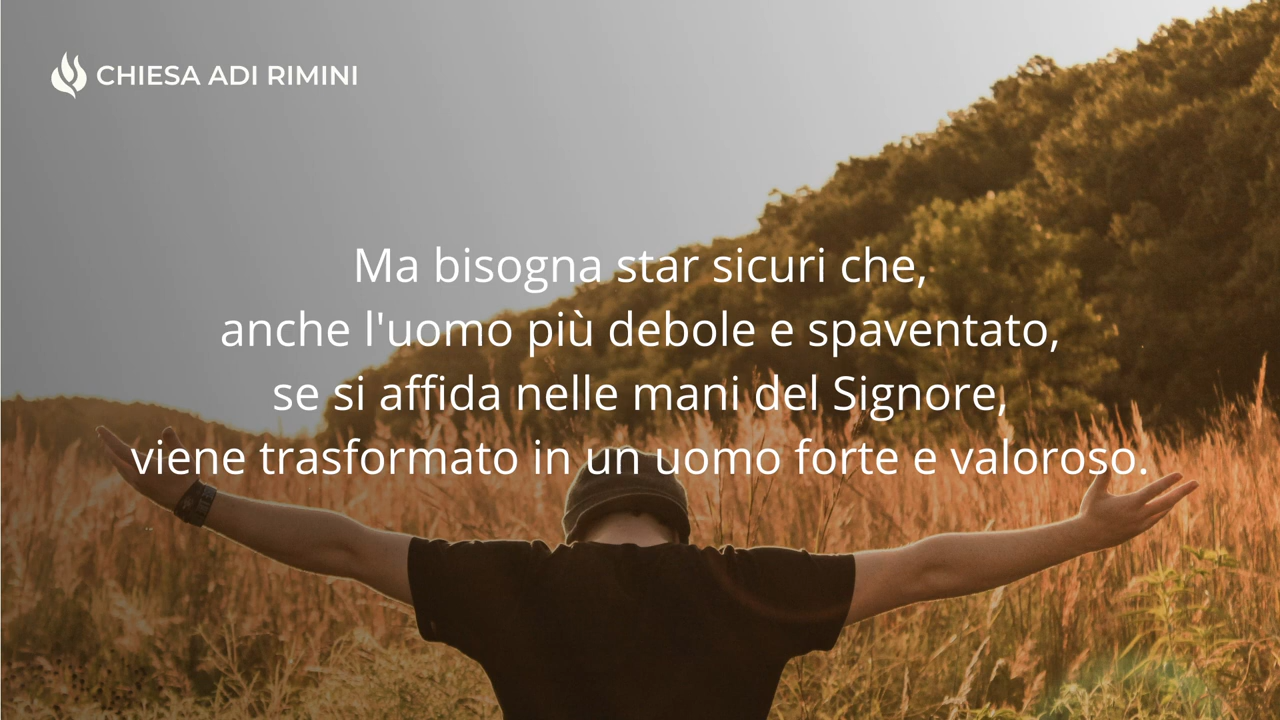 CHIESA ADI RIMINI
Ma bisogna star sicuri che,
anche l'uomo più debole e spaventato,
se si affida nelle mani del Signore,
viene trasformato in un uomo forte e valoroso.